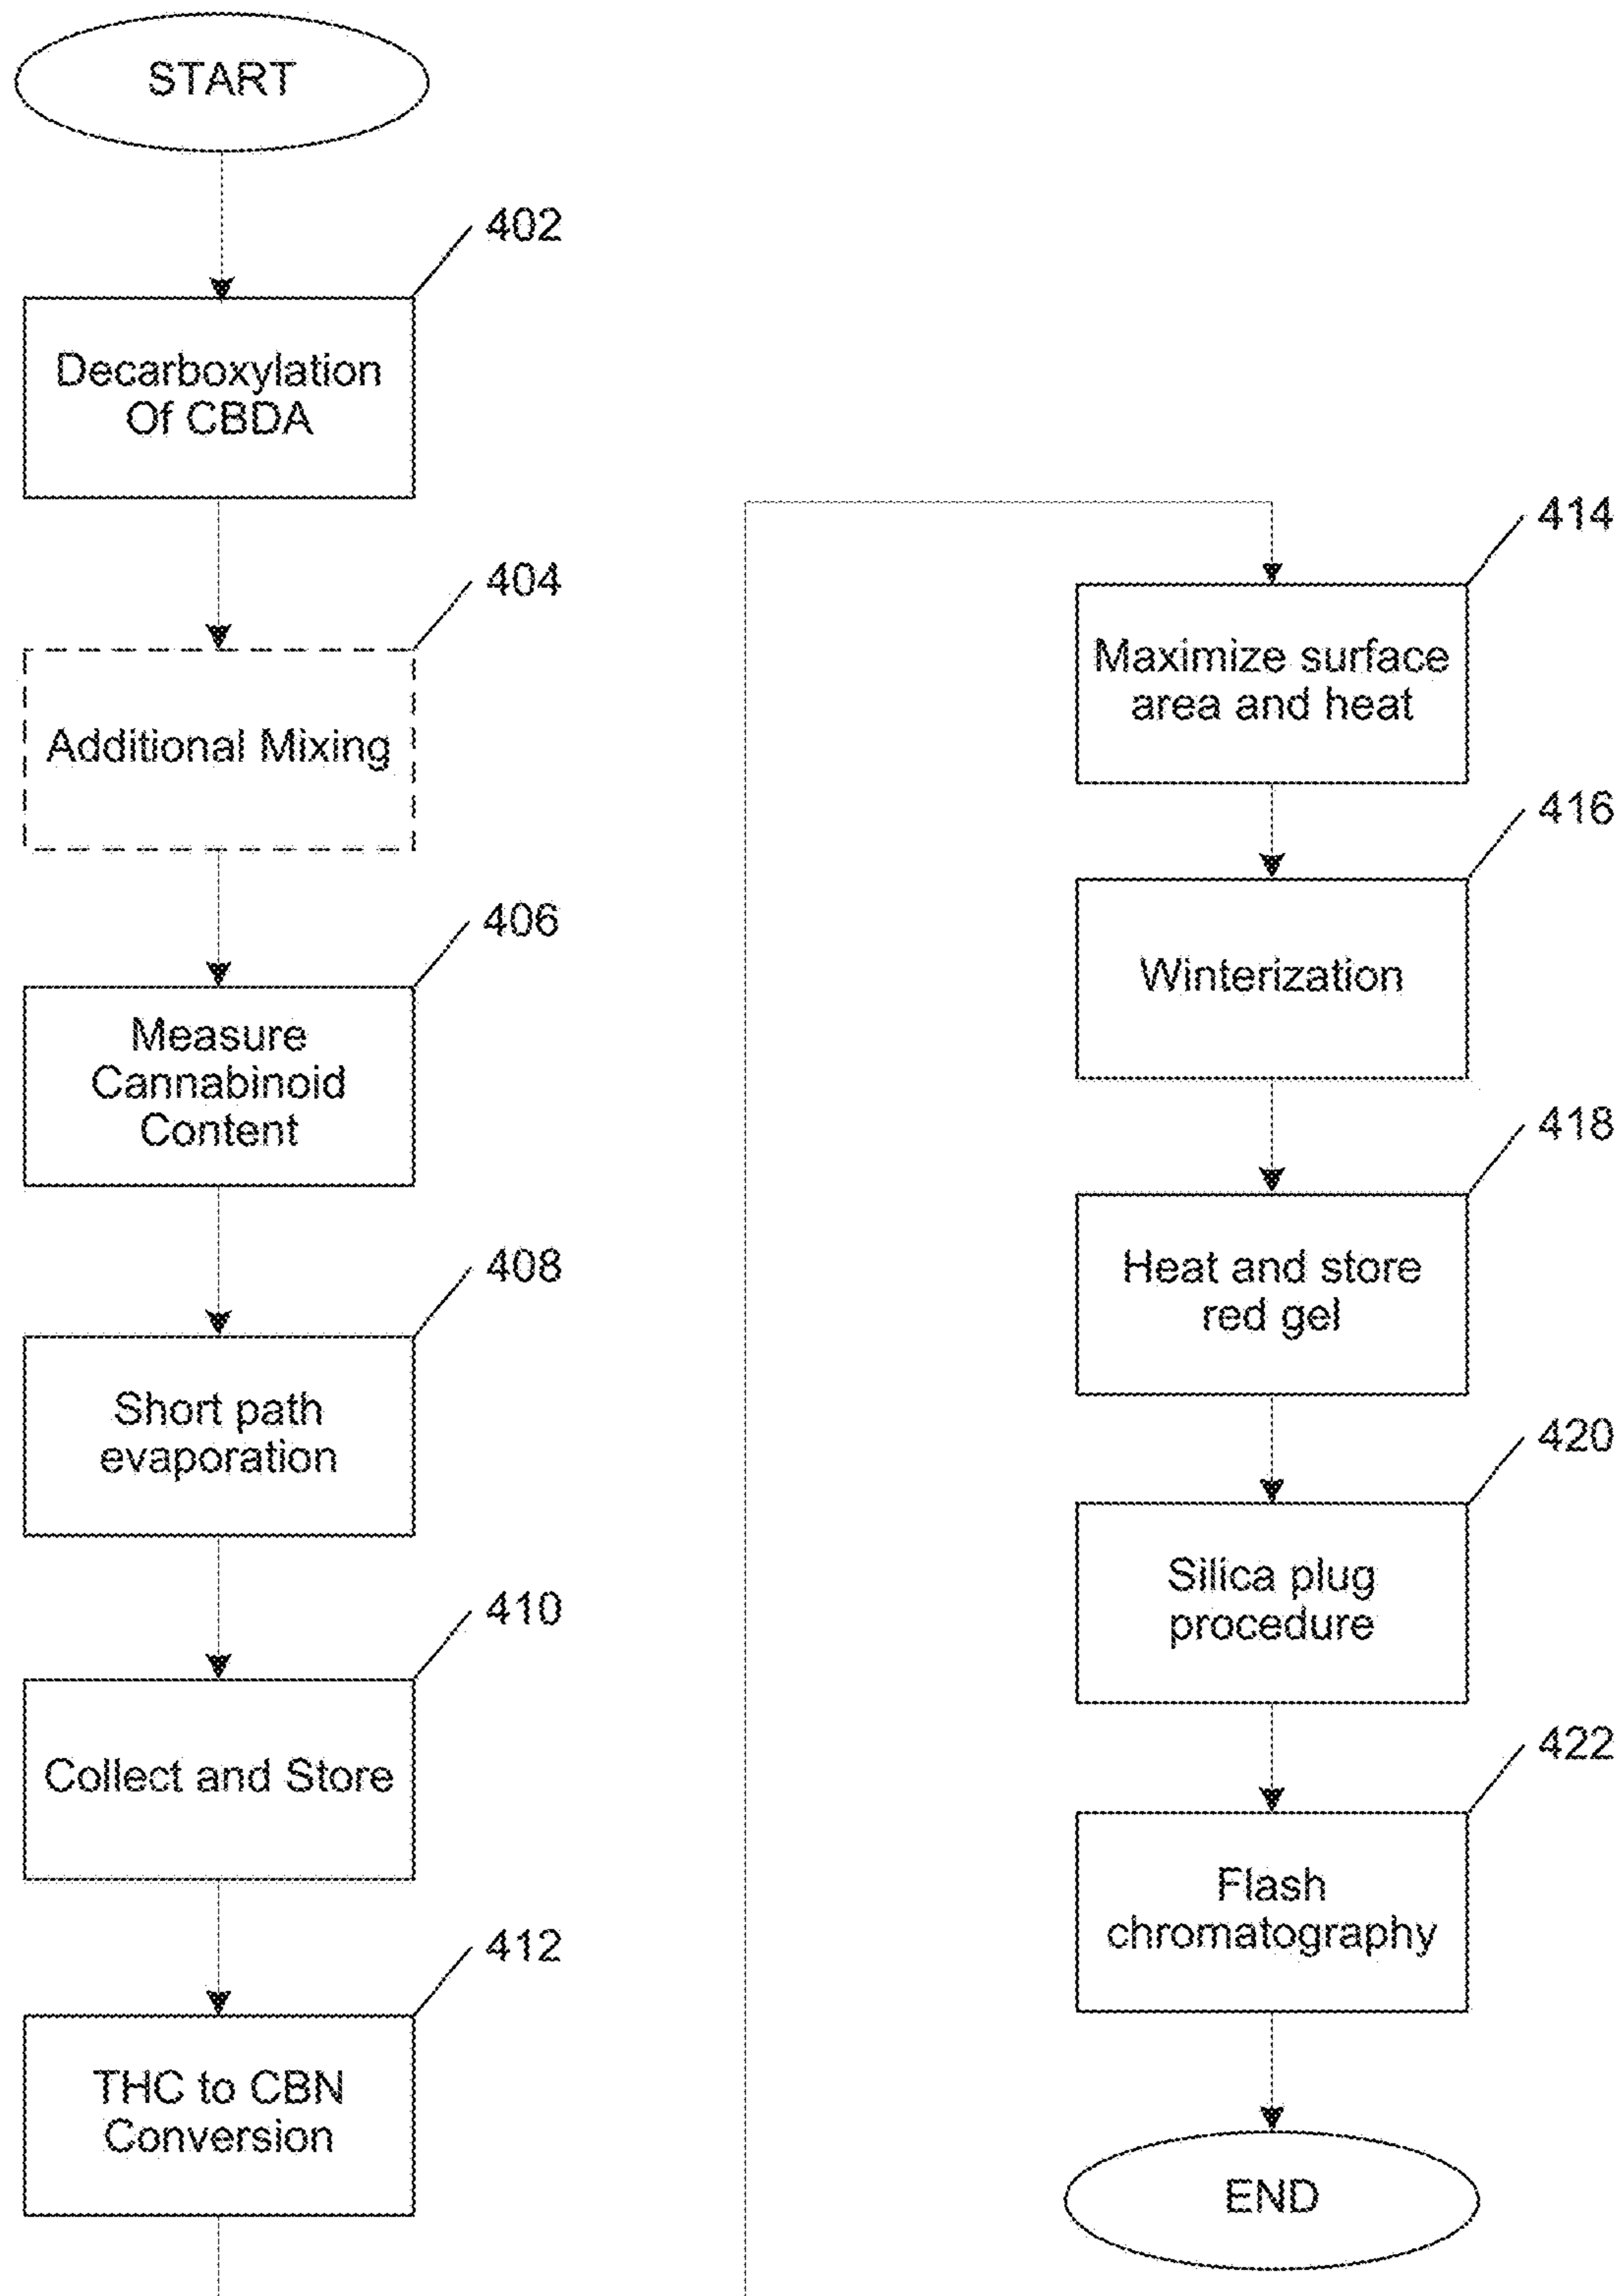 START
402
Decarboxylation
Of CBDA
404
Additional Mixing
406
Measure
Cannabinoid
Content
408
Short path
evaporation
410
Collect and Store
412
THC to CBN
Conversion
414
Maximize surface
area and heat
416
Winterization
418
Heat and store
red gel
420
Silica plug
procedure
422
Flash
chromatography
END